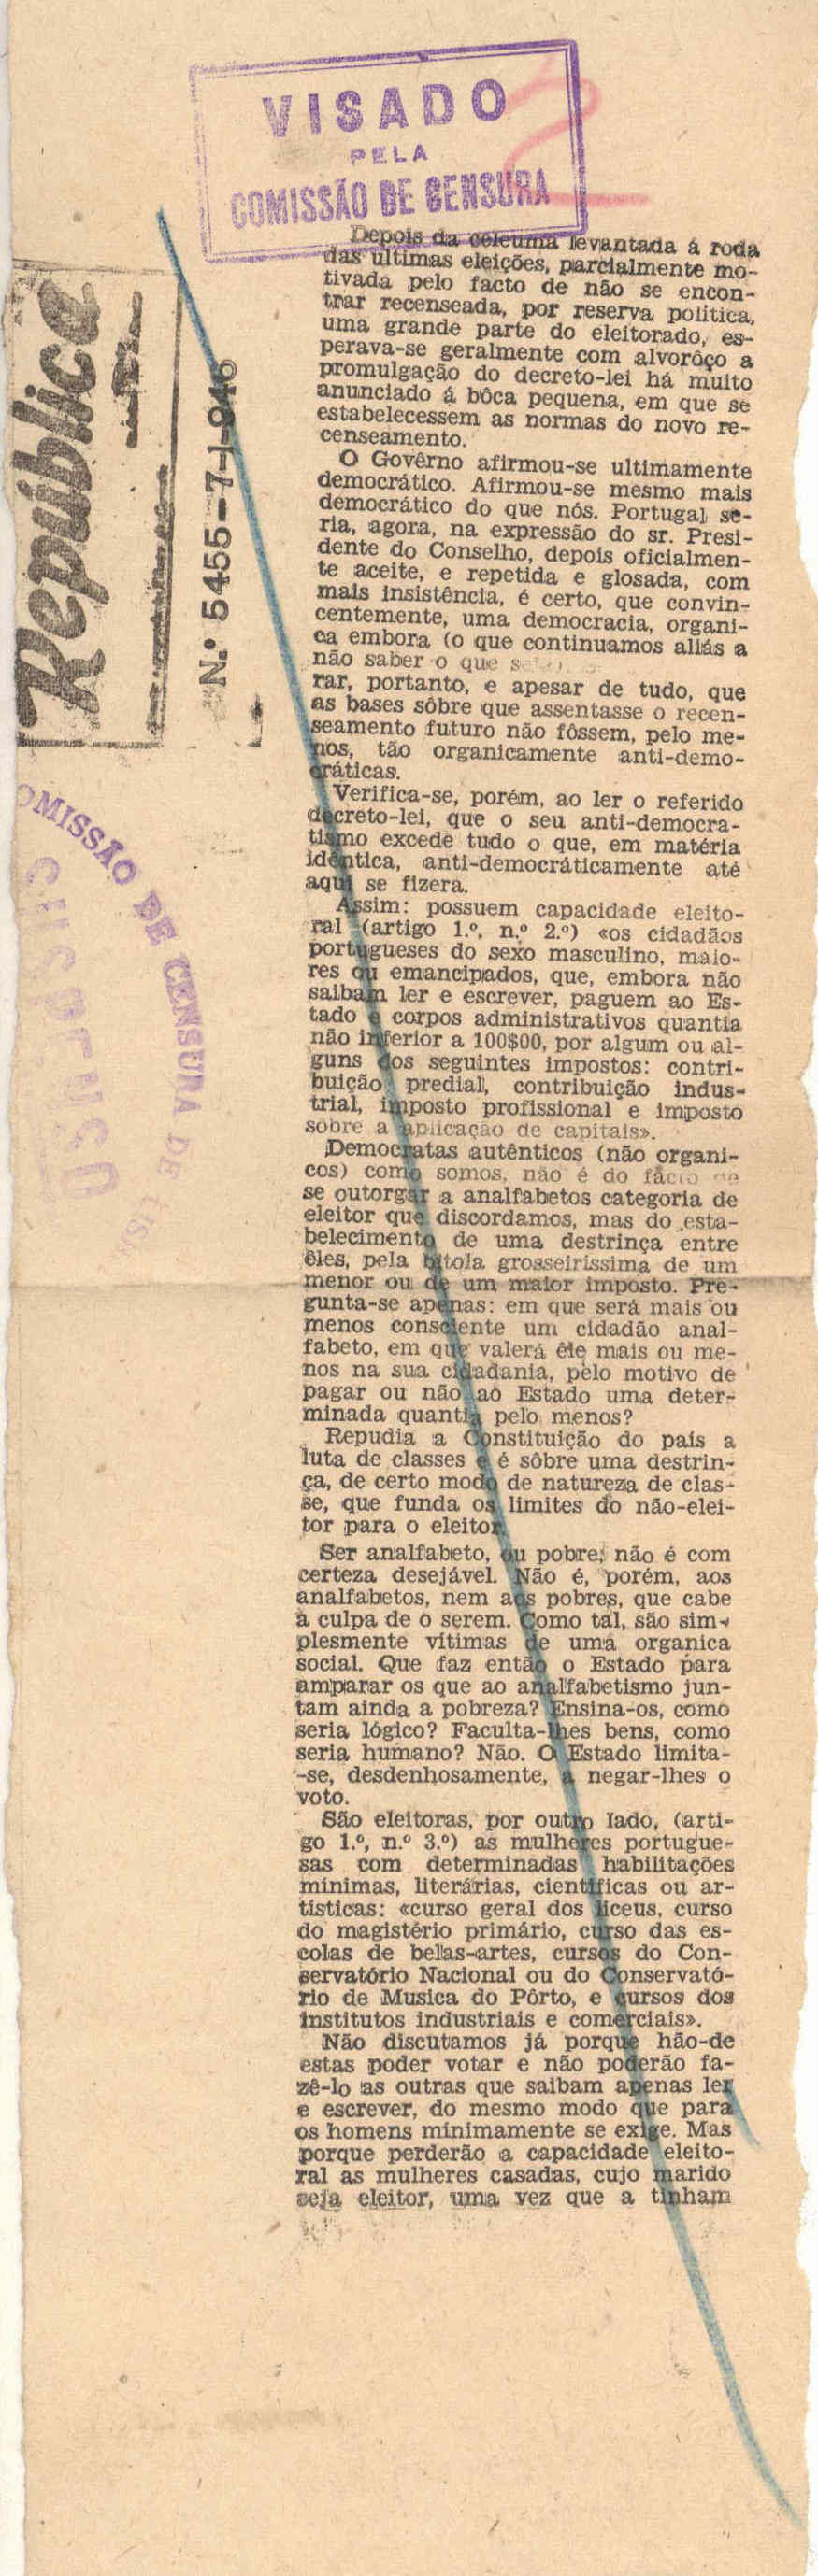 VISADO
PELA
COMISSÃO DE CENSURA
República
N.º 5455-7-1-946
COMISSÃO DE CENSURA DE
Depois da celeuma levantada á roda
das ultimas eleições, parcialmente mo-
tivada pelo facto de não se encon-
trar recenseada, por reserva politica,
uma grande parte do eleitorado, es-
perava-se geralmente com alvorôço a
promulgação do decreto-lei há muito
anunciado á bôca pequena, em que se
estabelecessem as normas do novo re-
censeamento.
O Govêrno afirmou-se ultimamente
democrático. Afirmou-se mesmo mais
democrático do que nós. Portugal se-
ria, agora, na expressão do sr. Presi-
dente do Conselho, depois oficialmen-
te aceite, e repetida e glosada, com
mais insistência, é certo, que convin-
centemente, uma democracia, organi-
ca embora (o que continuamos aliás a
não saber o que
rar, portanto, e apesar de tudo, que
as bases sôbre que assentasse o recen-
seamento futuro não fôssem, pelo me-
nos, tão organicamente anti-demo-
cráticas.
Verifica-se, porém, ao ler o referido
decreto-lei, que o seu anti-democra-
tismo excede tudo o que, em matéria
idêntica, anti-democráticamente até
aqui se fizera.
Assim: possuem capacidade eleito-
ral (artigo 1.º, n.º 2.º) «os cidadãos
portugueses do sexo masculino, maio-
res ou emancipados, que, embora não
saibam ler e escrever, paguem ao Es-
tado e corpos administrativos quantia
não inferior a 100$00, por algum ou al-
guns dos seguintes impostos: contri-
buição predial, contribuição indus-
trial, imposto profissional e imposto
sobre a aplicação de capitais».
Democratas autênticos (não organi-
cos) como somos, não é do facto de
se outorgar a analfabetos categoria de
eleitor que discordamos, mas do esta-
belecimento de uma destrinça entre
êles, pela bitola grosseirissima de um
menor ou de um maior imposto. Pre-
gunta-se apenas: em que será mais ou
menos consciente um cidadão anal-
fabeto, em que valerá êle mais ou me-
nos na sua cidadania, pelo motivo de
pagar ou não ao Estado uma deter-
minada quantia pelo menos?
Repudia a Constituição do pais a
luta de classes e é sôbre uma destrin-
ça, de certo modo de natureza de clas-
se, que funda os limites do não-elei-
tor para o eleitor.
Ser analfabeto, ou pobre, não é com
certeza desejável. Não é, porém, aos
analfabetos, nem aos pobres, que cabe
a culpa de o serem. Como tal, são sim-
plesmente vitimas de uma organica
social. Que faz então o Estado para
amparar os que ao analfabetismo jun-
tam ainda a pobreza? Ensina-os, como
seria lógico? Faculta-lhes bens, como
seria humano? Não. O Estado limita-
-se, desdenhosamente, a negar-lhes o
voto.
São eleitoras, por outro lado, (arti-
go 1.º, n.º 3.º) as mulheres portugue-
sas com determinadas habilitações
minimas, literárias, cientificas ou ar-
tisticas: «curso geral dos liceus, curso
do magistério primário, curso das es-
colas de belas-artes, cursos do Con-
servatório Nacional ou do Conservató-
rio de Musica do Pôrto, e cursos dos
institutos industriais e comerciais».
Não discutamos já porque hão-de
estas poder votar e não poderão fa-
zê-lo as outras que saibam apenas ler
e escrever, do mesmo modo que para
os homens minimamente se exige. Mas
porque perderão a capacidade eleito-
ral as mulheres casadas, cujo marido
seja eleitor, uma vez que a tinham